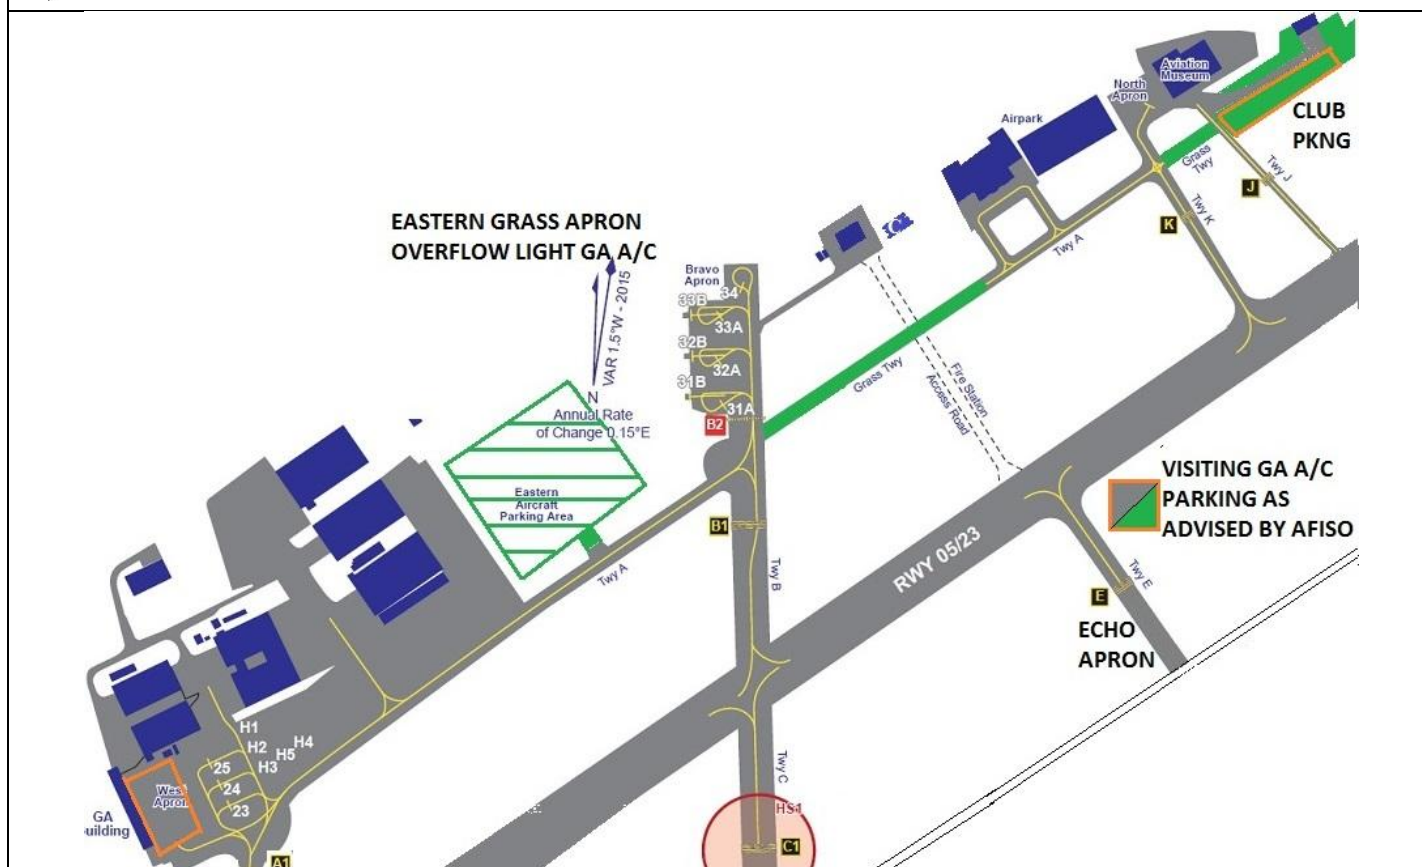 Aviation
Museum
North
Apron
CLUB
PKNG
Airpark
Grass
Twy
Twy J
J
Twy K
K
Twy A
EASTERN GRASS APRON
OVERFLOW LIGHT GA A/C
VAR 1.5°W - 2015
N
Annual Rate
of Change 0.15°E
Bravo
Apron
34
33B
33A
32B
32A
31B
31A
B2
Grass Twy
Fire Station
Access Road
Eastern
Aircraft
Parking Area
VISITING GA A/C
PARKING AS
ADVISED BY AFISO
B1
Twy A
Twy B
RWY 05/23
Twy E
E
ECHO
APRON
H1
H2
H5
H4
H3
25
24
23
West
Apron
GA
uilding
A1
Twy C
HS1
C1